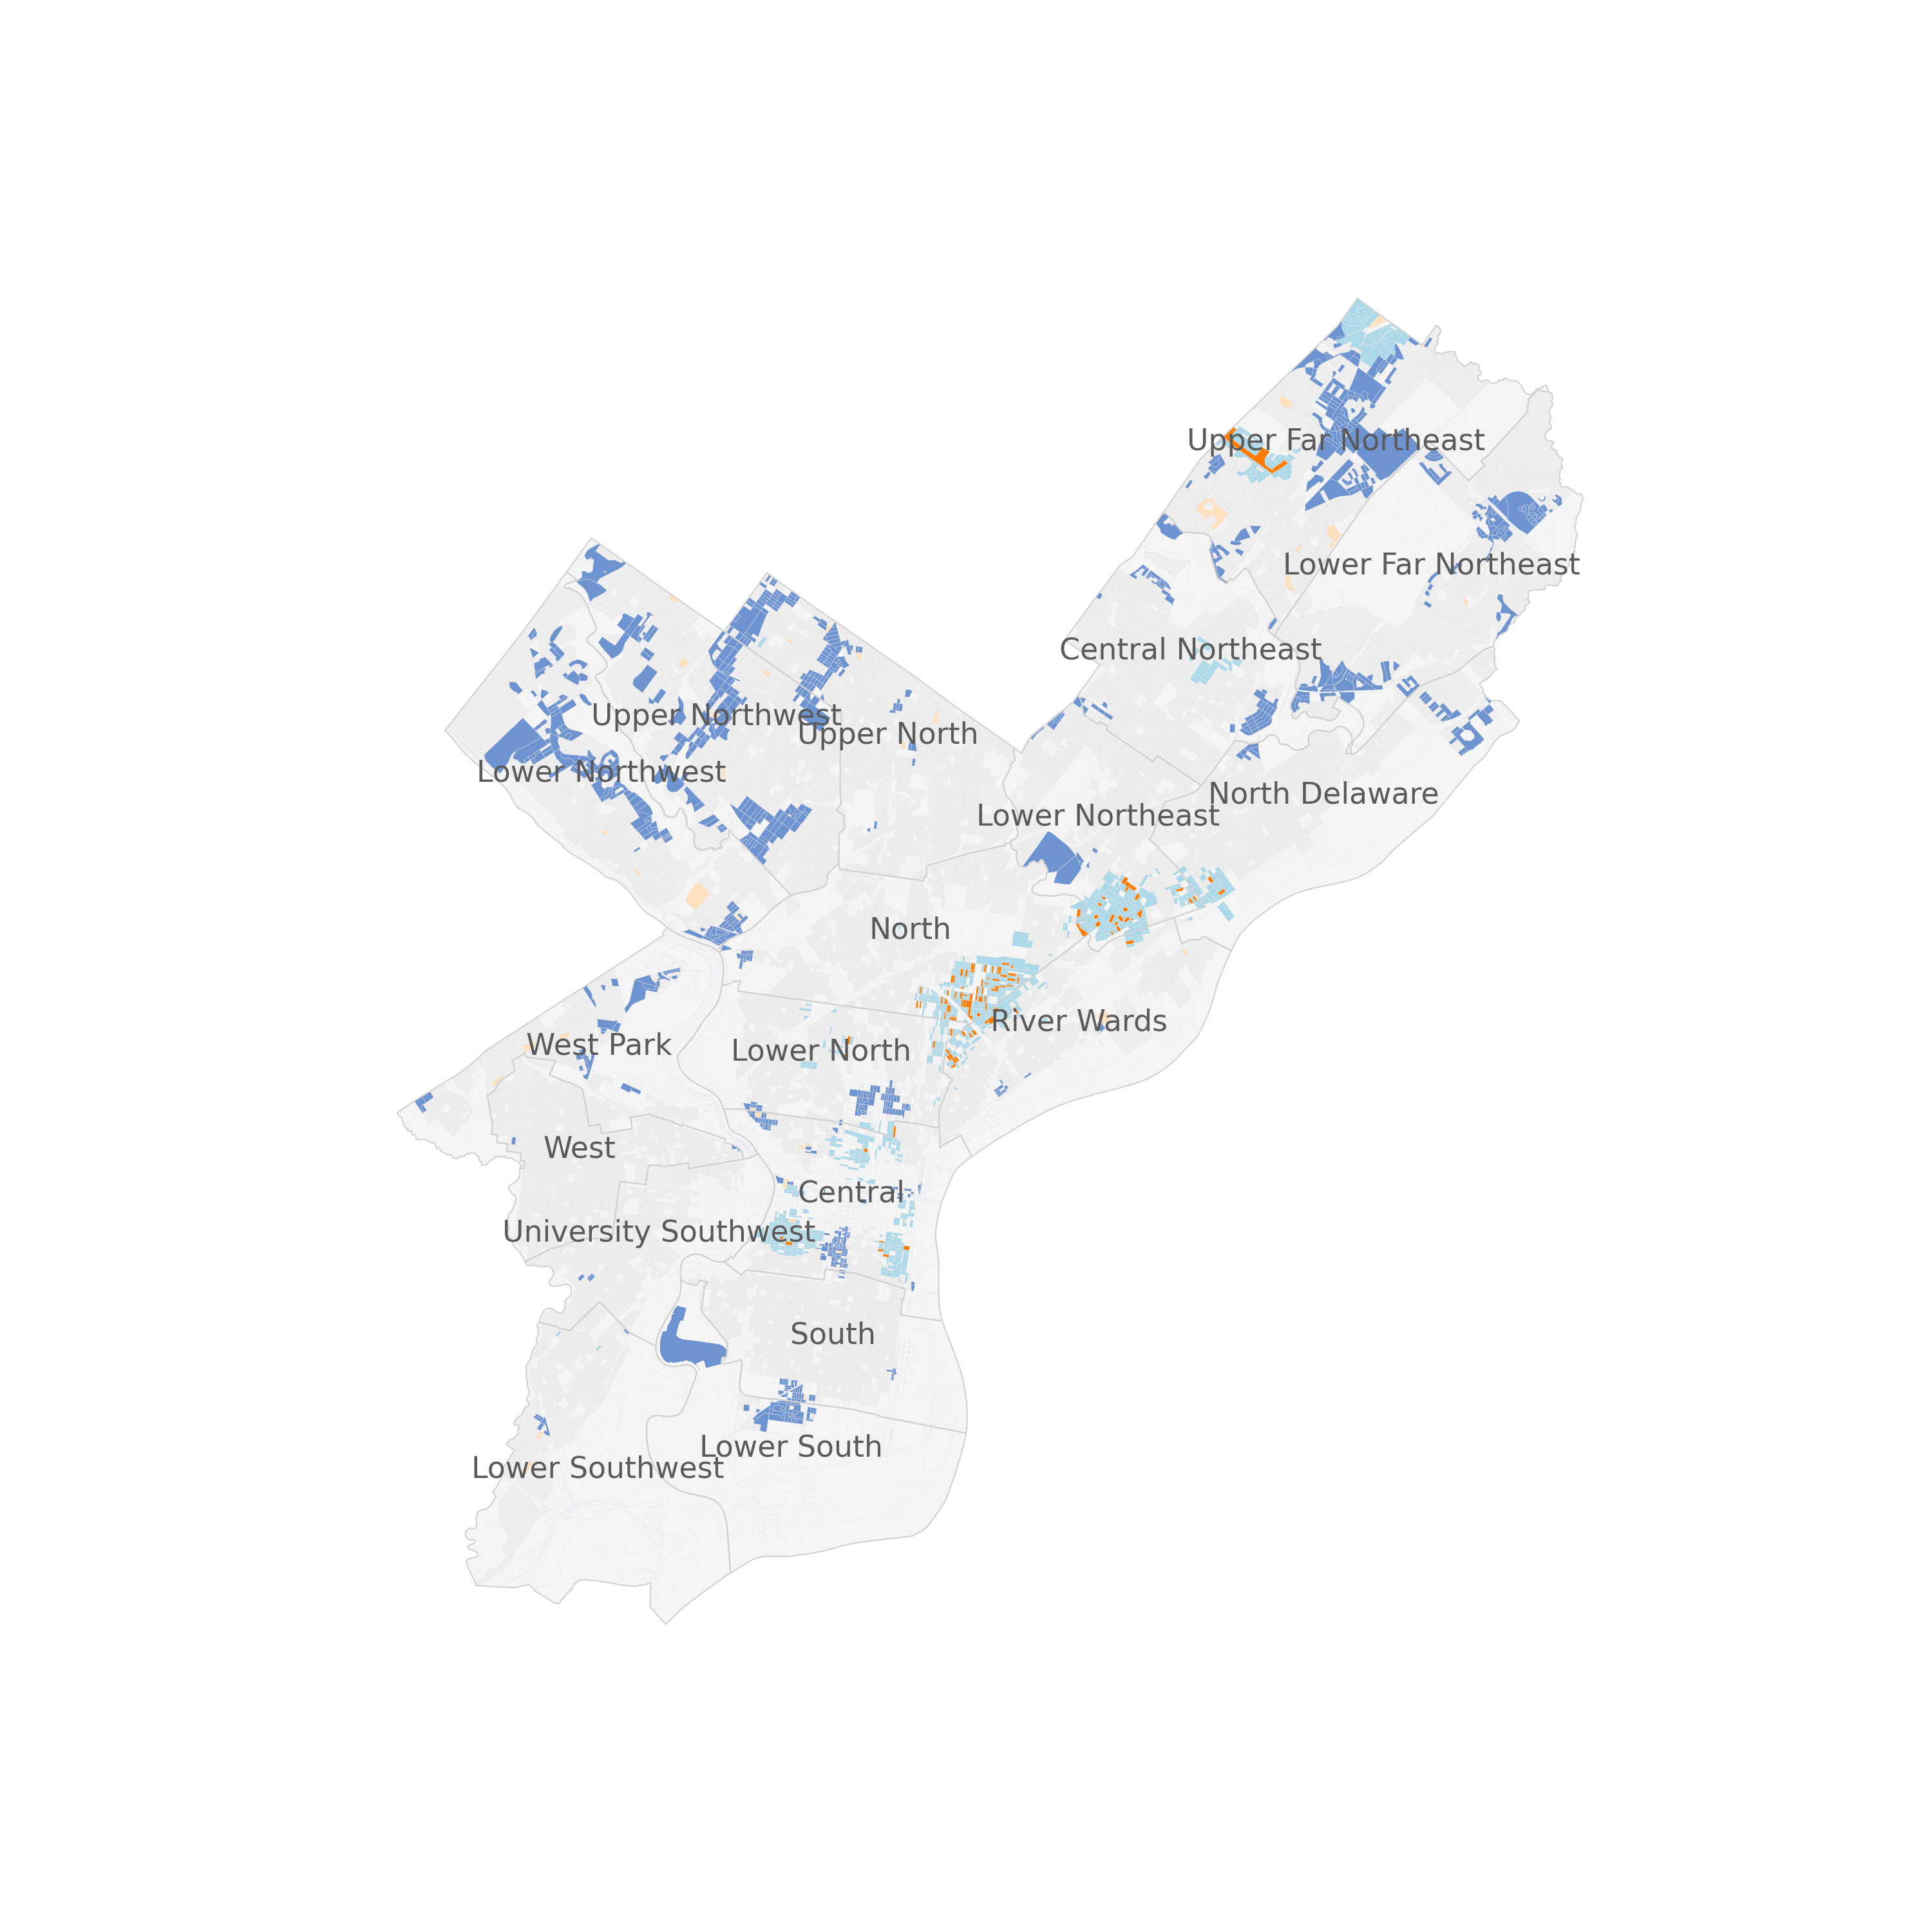 Upper Far Northeast
Lower Far Northeast
Central Northeast
Upper Northwest
Upper North
Lower Northwest
North Delaware
Lower Northeast
North
River Wards
West Park
Lower North
West
Central
University Southwest
South
Lower South
Lower Southwest